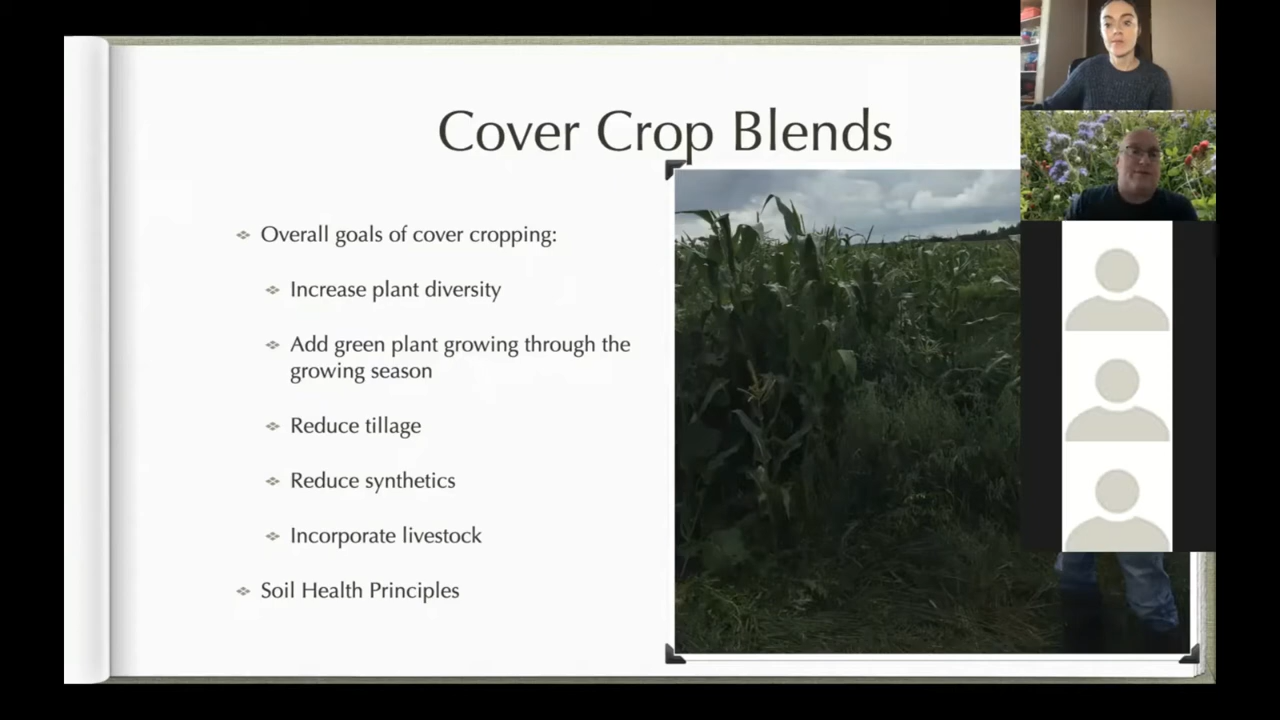 Cover Crop Blends
Overall goals of cover cropping:
Increase plant diversity
Add green plant growing through the
growing season
Reduce tillage
Reduce synthetics
Incorporate livestock
Soil Health Principles